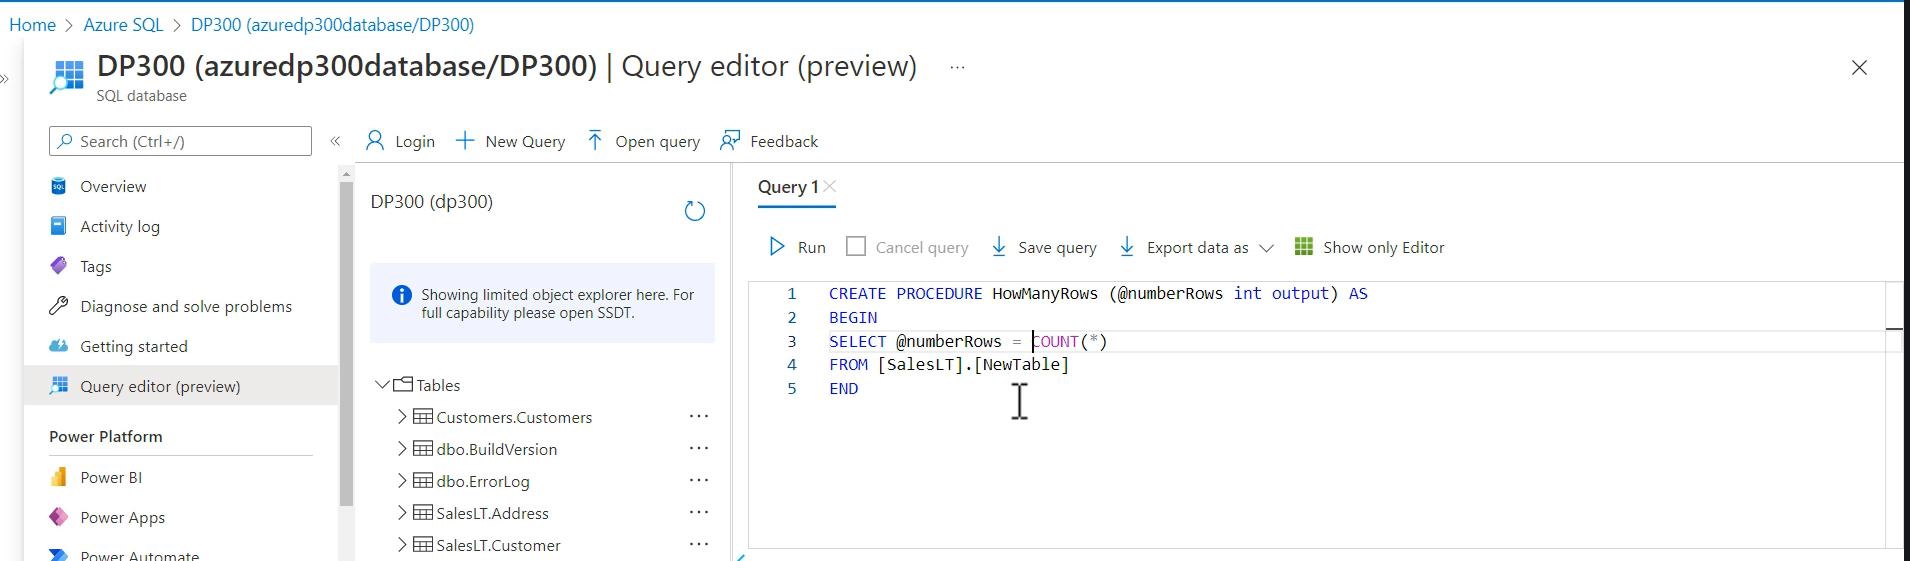 Home > Azure SQL > DP300 (azuredp300database/DP300)
DP300 (azuredp300database/DP300) | Query editor (preview) ...
SQL database
Search (Ctrl+/)
Overview
Activity log
Tags
Diagnose and solve problems
Getting started
Query editor (preview)
Power Platform
Power BI
Power Apps
Power Automate
Login New Query Open query Feedback
DP300 (dp300)
Showing limited object explorer here. For
full capability please open SSDT.
Tables
Customers.Customers ...
dbo.BuildVersion ...
dbo.ErrorLog ...
SalesLT.Address ...
SalesLT.Customer ...
Query 1
Run Cancel query Save query Export data as Show only Editor
1 CREATE PROCEDURE HowManyRows (@numberRows int output) AS
2 BEGIN
3 SELECT @numberRows = COUNT(*)
4 FROM [SalesLT].[NewTable]
5 END